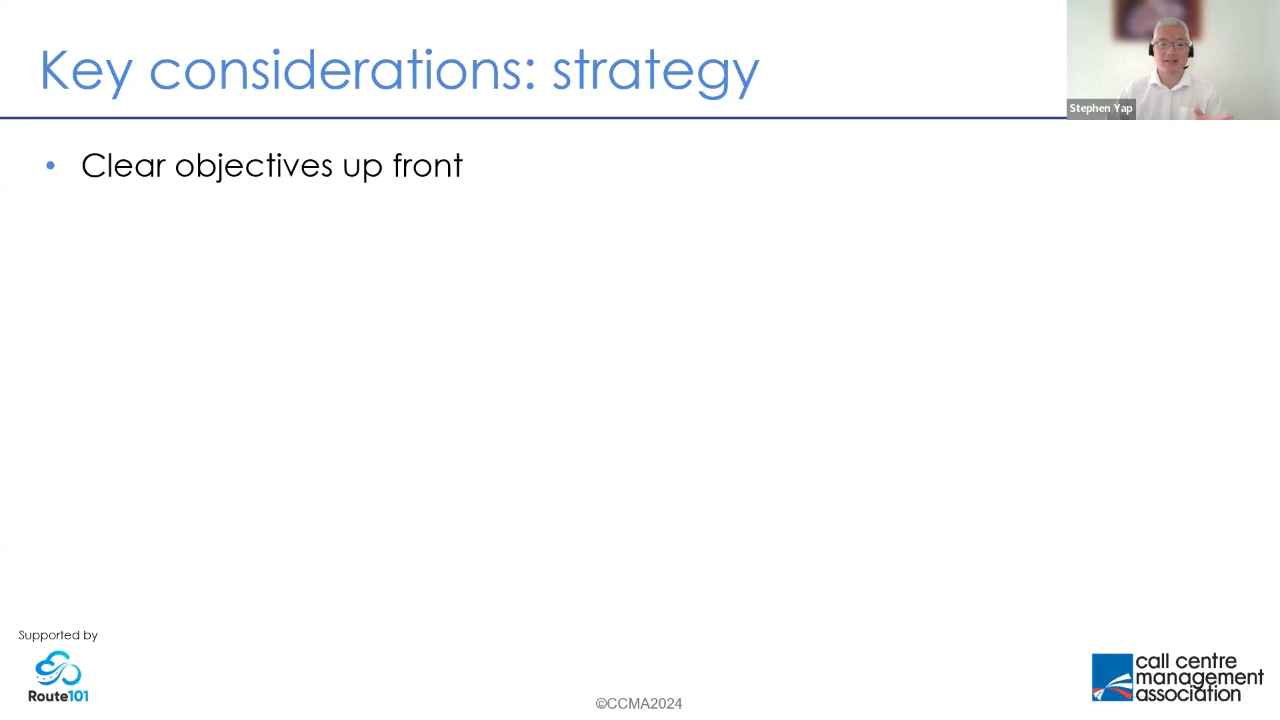 Key considerations: strategy
Stephen Yap
• Clear objectives up front
Supported by
Route101
©CCMA2024
call centre
management
association